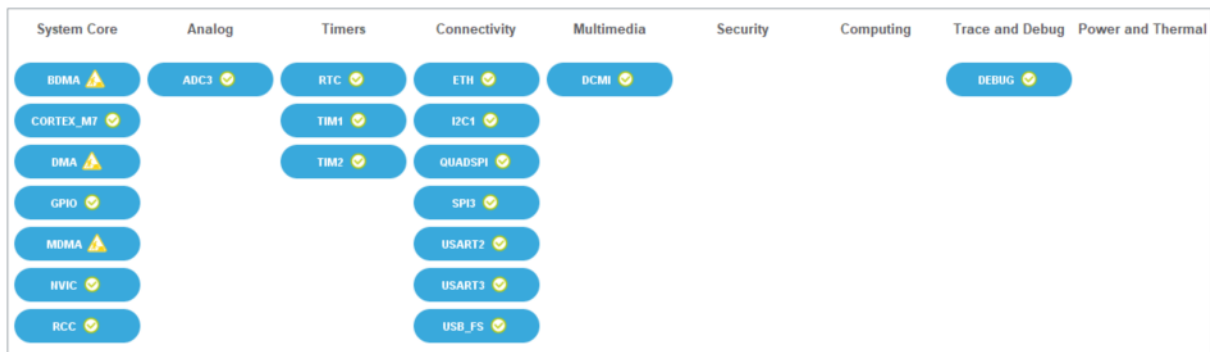 System Core Analog Timers Connectivity Multimedia Security Computing Trace and Debug Power and Thermal
BDMA ADC3 RTC ETH DCMI DEBUG
CORTEX_M7 TIM1 I2C1
DMA TIM2 QUADSPI
GPIO SPI3
MDMA USART2
NVIC USART3
RCC USB_FS